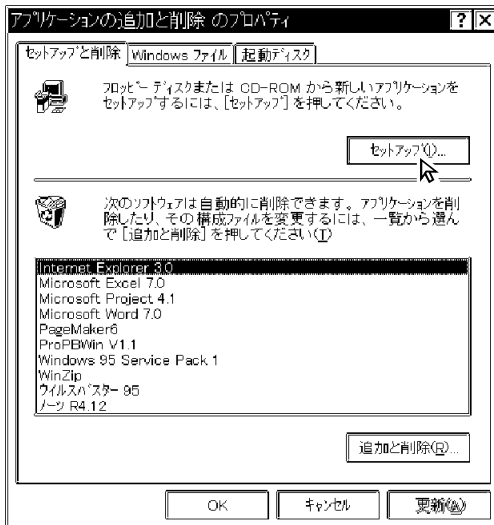 アプリケーションの追加と削除 のプロパティ
セットアップと削除 Windows ファイル 起動ディスク
フロッピー ディスクまたは CD-ROM から新しいアプリケーションを
セットアップするには、[セットアップ] を押してください。
セットアップ(I)...
次のソフトウェアは自動的に削除できます。アプリケーションを削
除したり、その構成ファイルを変更するには、一覧から選ん
で [追加と削除] を押してください(T)
Internet Explorer 3.0
Microsoft Excel 7.0
Microsoft Project 4.1
Microsoft Word 7.0
PageMaker6
ProPBWin V1.1
Windows 95 Service Pack 1
WinZip
ウイルスバスター 95
ノーツ R4.12
追加と削除(R)...
OK キャンセル 更新(A)